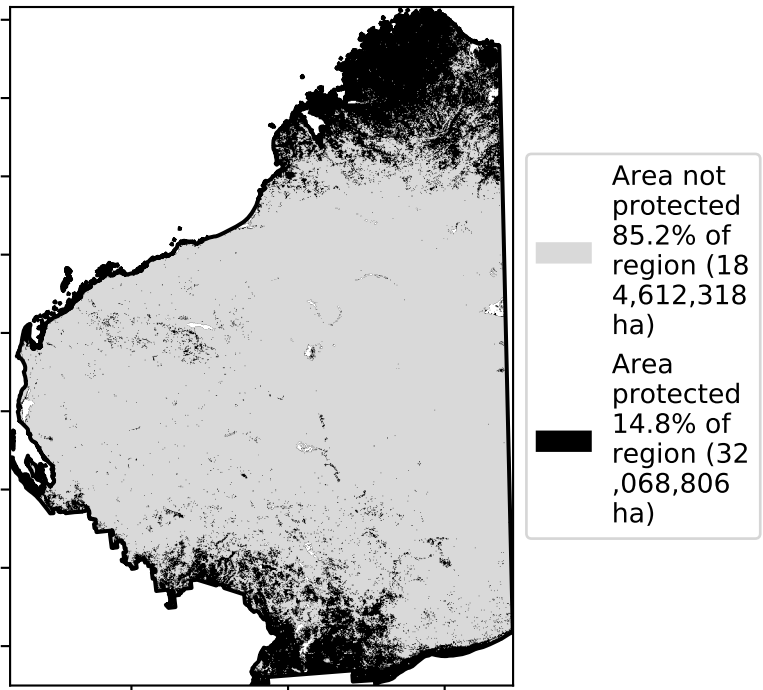 Area not
protected
85.2% of
region (18
4,612,318
ha)
Area
protected
14.8% of
region (32
,068,806
ha)